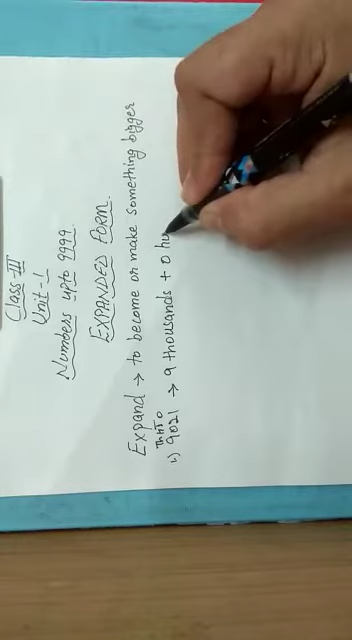 Class-III
Unit-1
Numbers upto 9999.
EXPANDED FORM.
Expand → to become or make something bigger
Th H T O
i) 9021 → 9 thousands + 0 hu